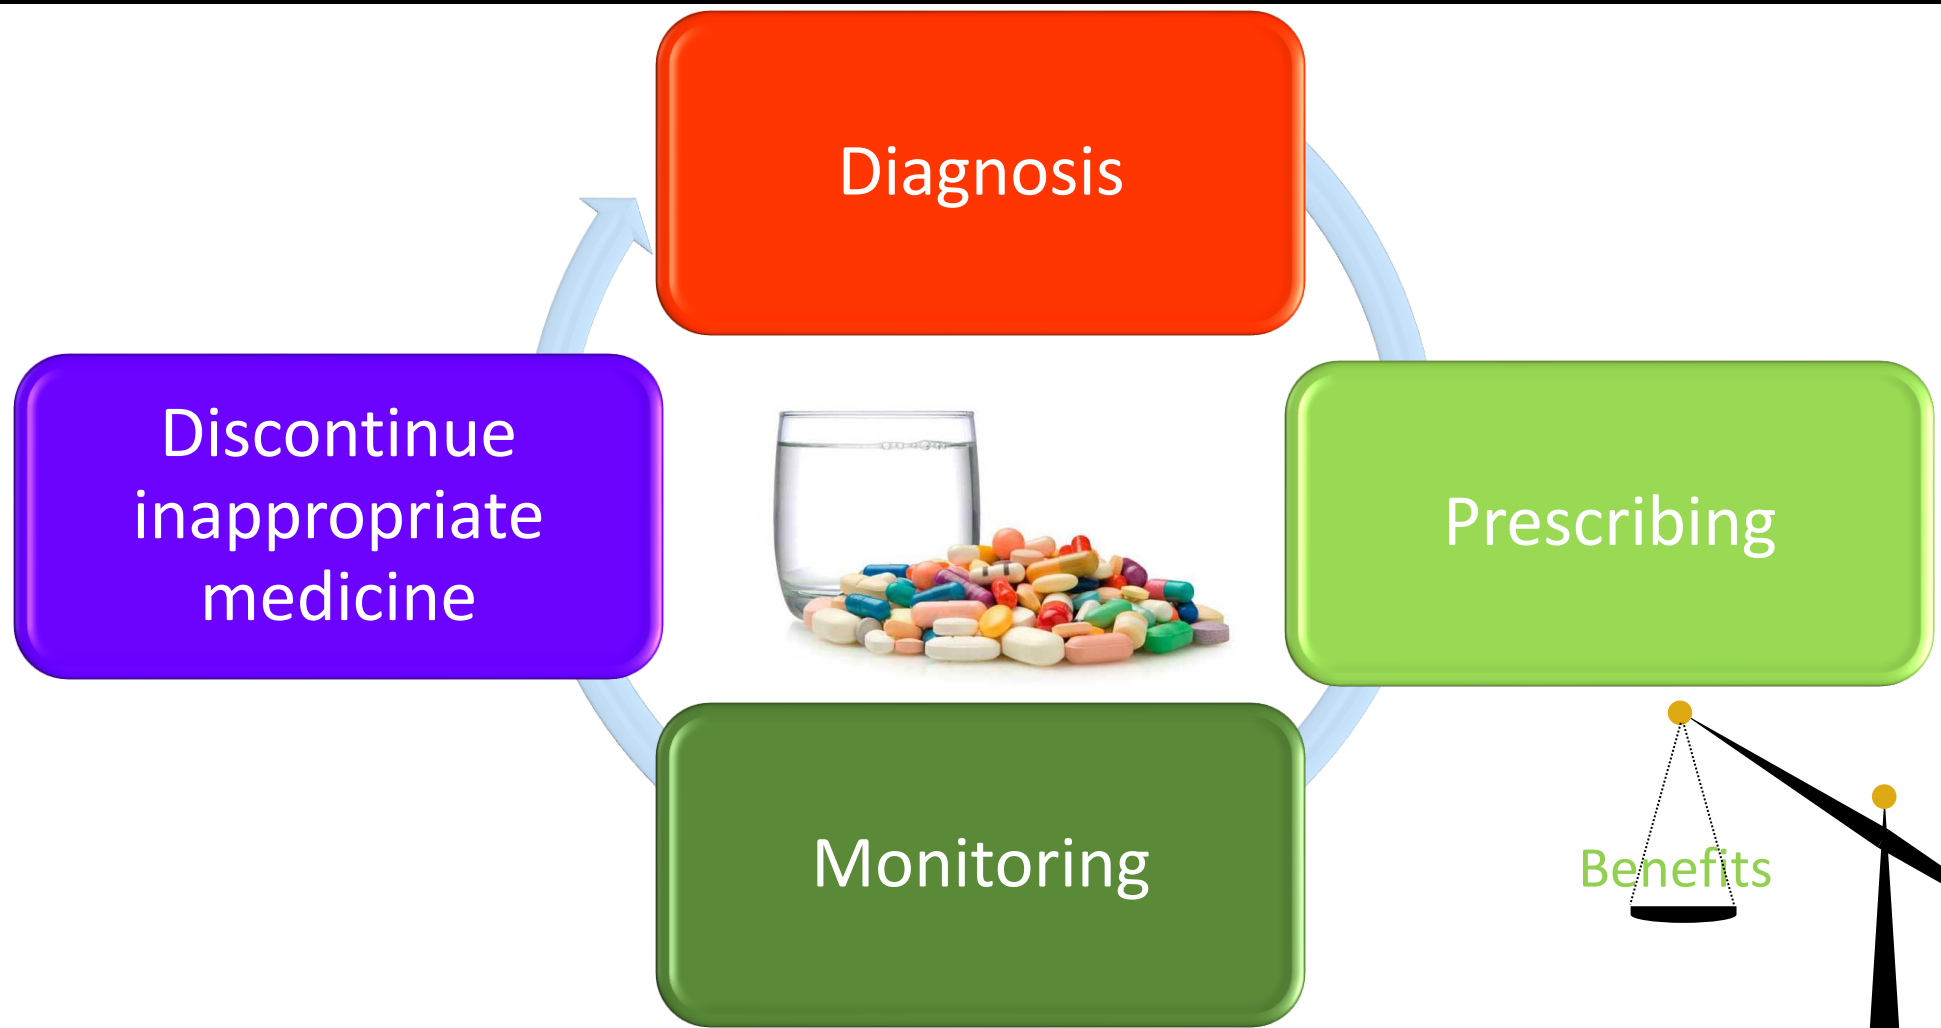 Diagnosis
Discontinue
inappropriate
medicine
Prescribing
Monitoring
Benefits